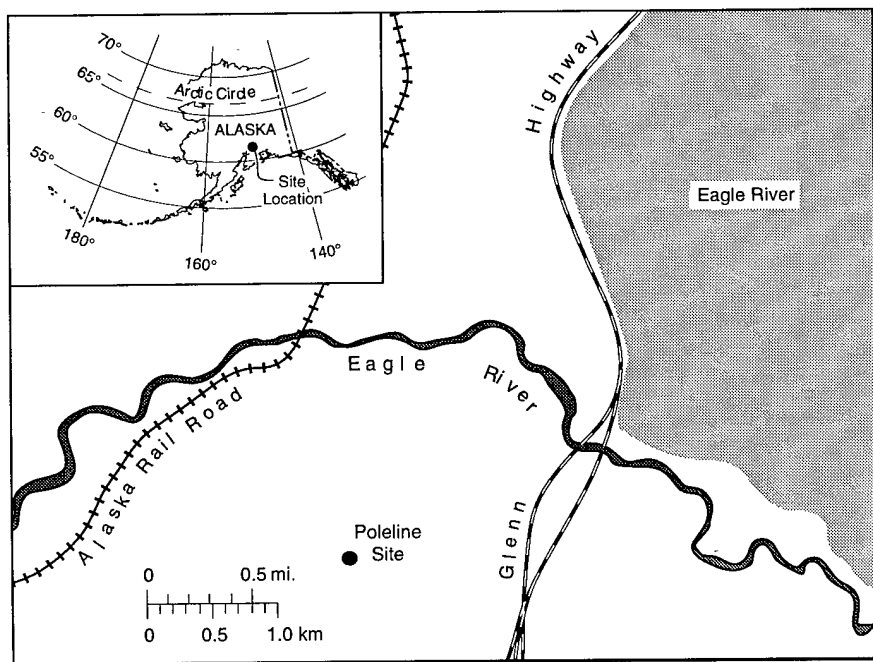 70°
65°
Arctic Circle
60°
ALASKA
55°
Site
Location
180°
160°
140°
Highway
Eagle River
Eagle River
Alaska Rail Road
Glenn
Poleline
Site
0 0.5 mi.
0 0.5 1.0 km